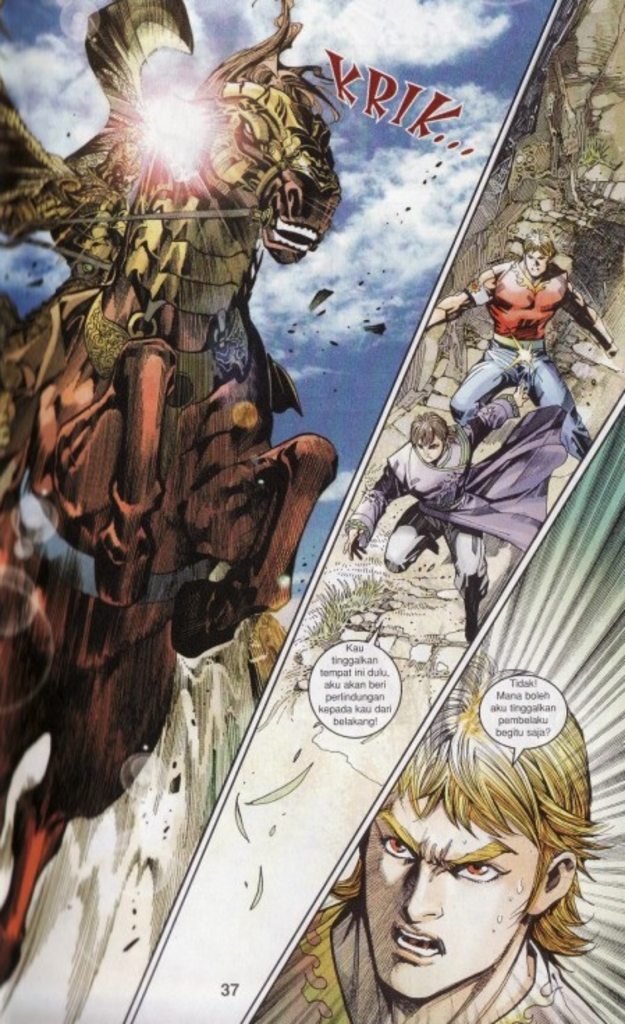 KRIK...
Kau
tinggalkan
tempat ini dulu,
aku akan beri
perlindungan
kepada kau dari
belakang!
Tidak!
Mana boleh
aku tinggalkan
pembelaku
begitu saja?
37